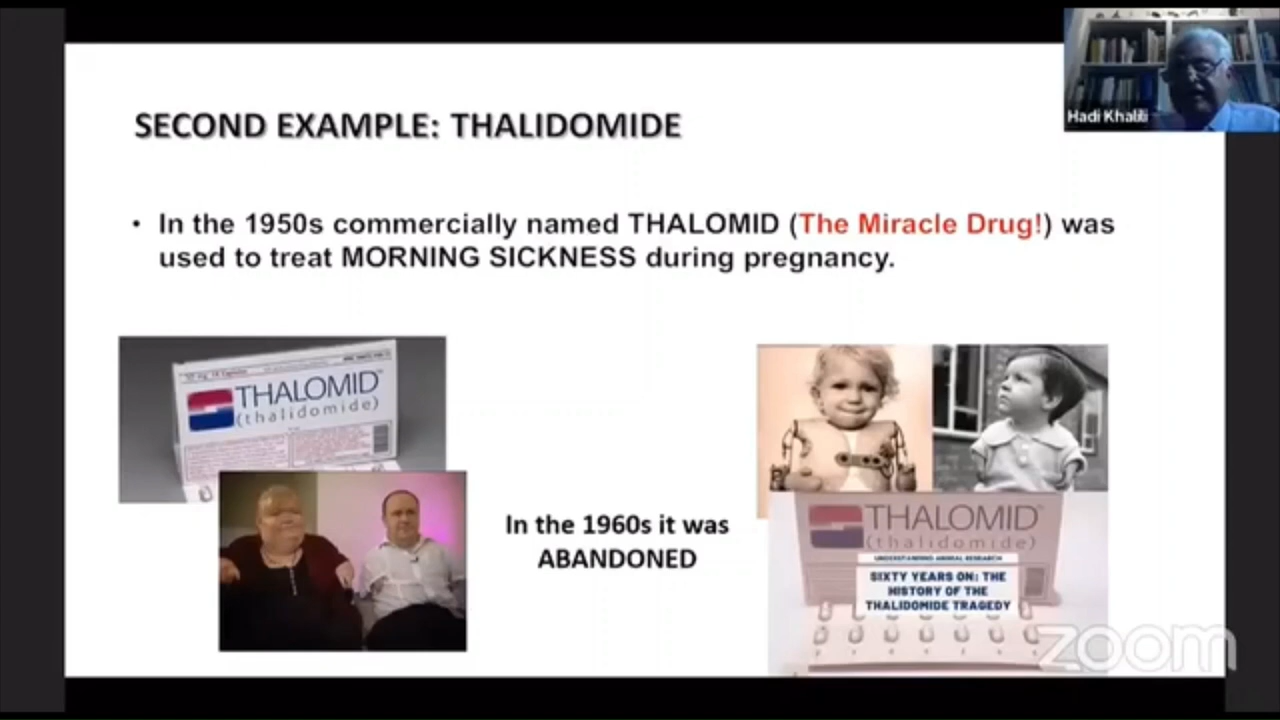 Hadi Khalili
SECOND EXAMPLE: THALIDOMIDE
• In the 1950s commercially named THALOMID (The Miracle Drug!) was
used to treat MORNING SICKNESS during pregnancy.
THALOMID™
(thalidomide)
In the 1960s it was
ABANDONED
THALOMID™
(thalidomide)
UNDERSTANDING ANIMAL RESEARCH
SIXTY YEARS ON: THE
HISTORY OF THE
THALIDOMIDE TRAGEDY
zoom